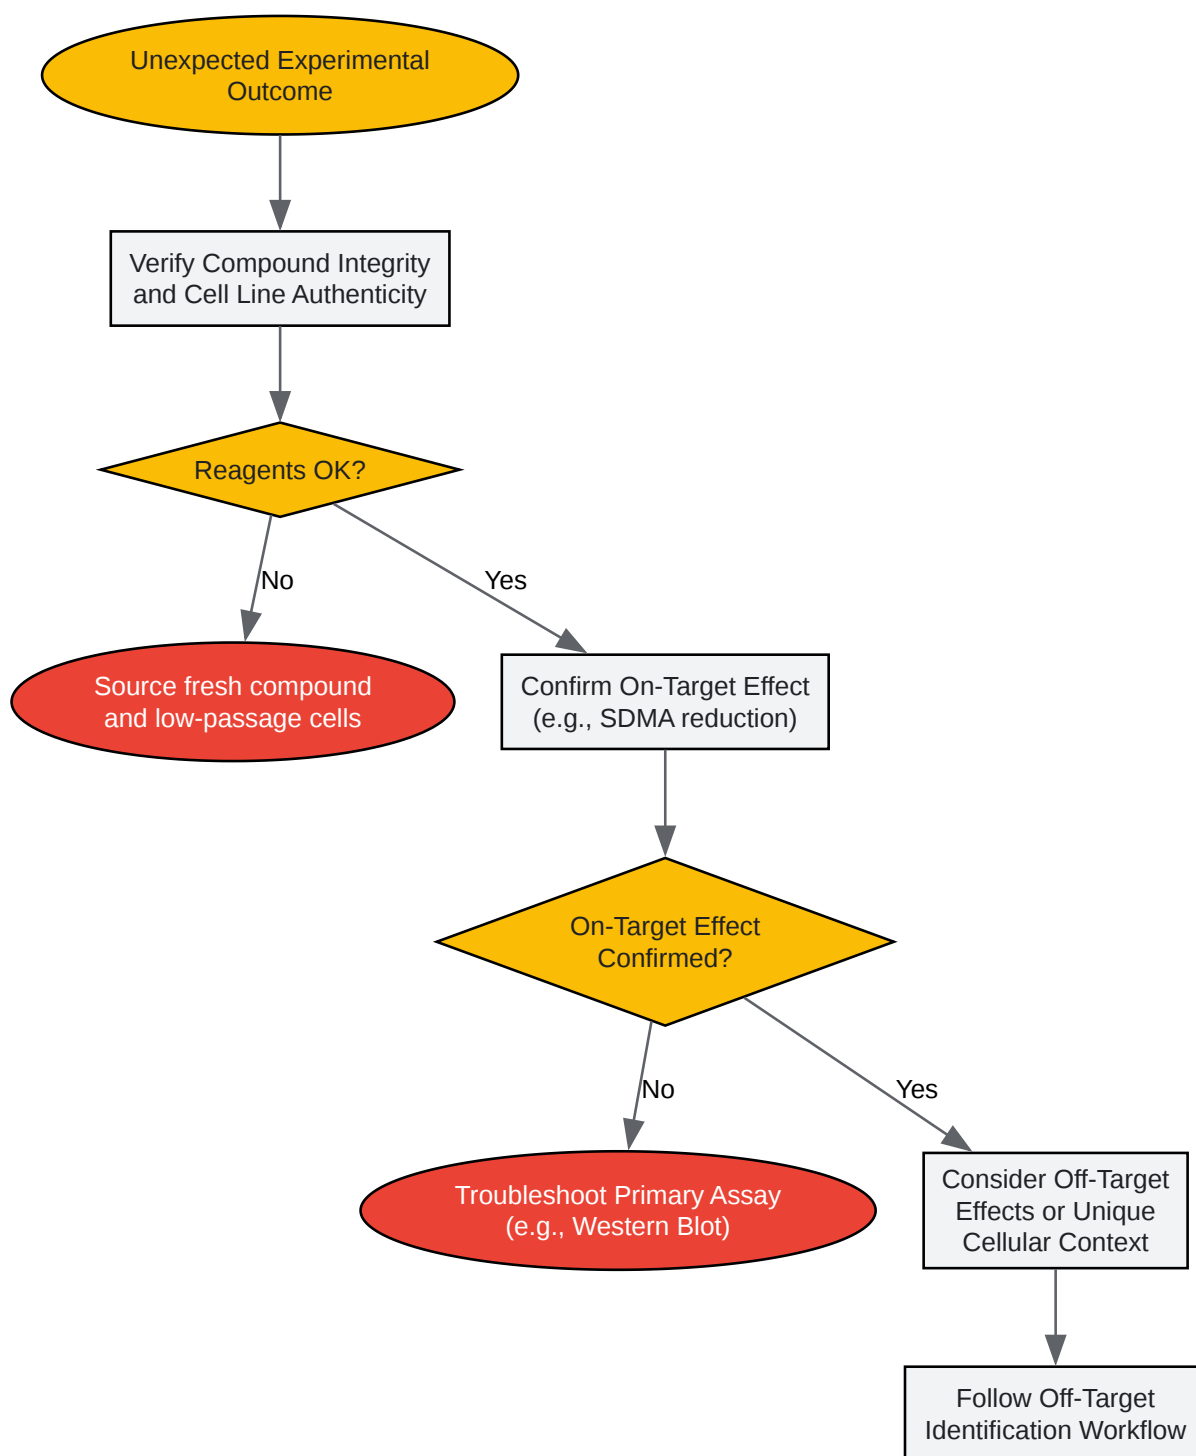 Unexpected Experimental
Outcome
Verify Compound Integrity
and Cell Line Authenticity
Reagents OK?
No
Yes
Source fresh compound
and low-passage cells
Confirm On-Target Effect
(e.g., SDMA reduction)
On-Target Effect
Confirmed?
No
Yes
Troubleshoot Primary Assay
(e.g., Western Blot)
Consider Off-Target
Effects or Unique
Cellular Context
Follow Off-Target
Identification Workflow